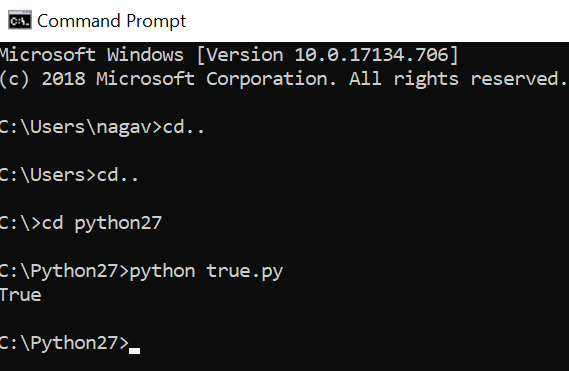 C:\. Command Prompt
Microsoft Windows [Version 10.0.17134.706]
(c) 2018 Microsoft Corporation. All rights reserved.
C:\Users\nagav>cd..
C:\Users>cd..
C:\>cd python27
C:\Python27>python true.py
True
C:\Python27>